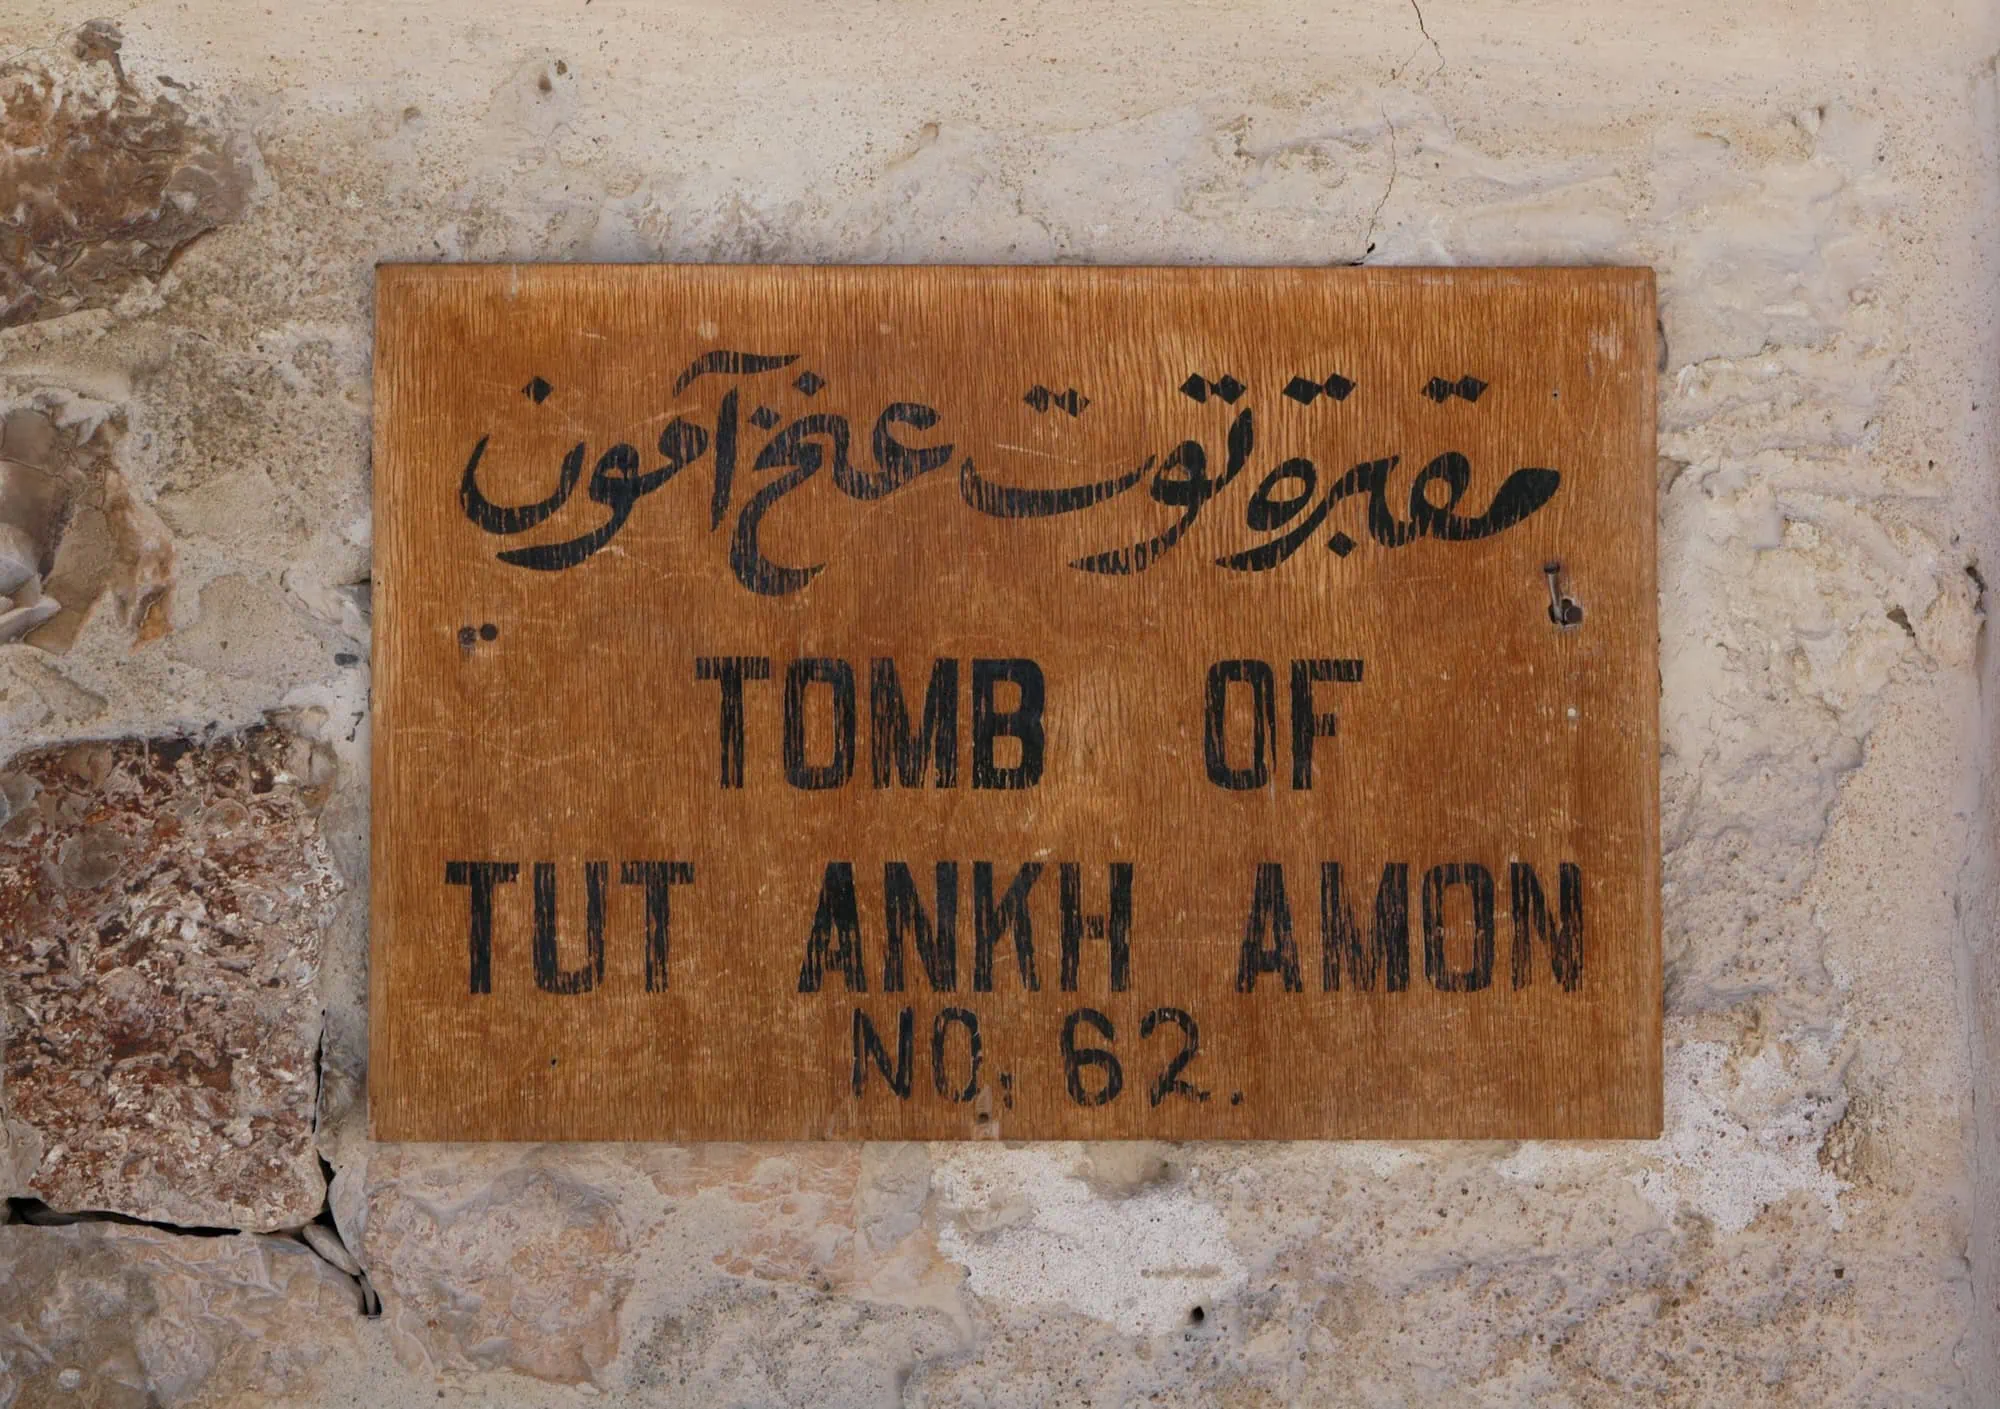 مقبرة توت عنخ آمون
TOMB OF
TUT ANKH AMON
NO. 62.